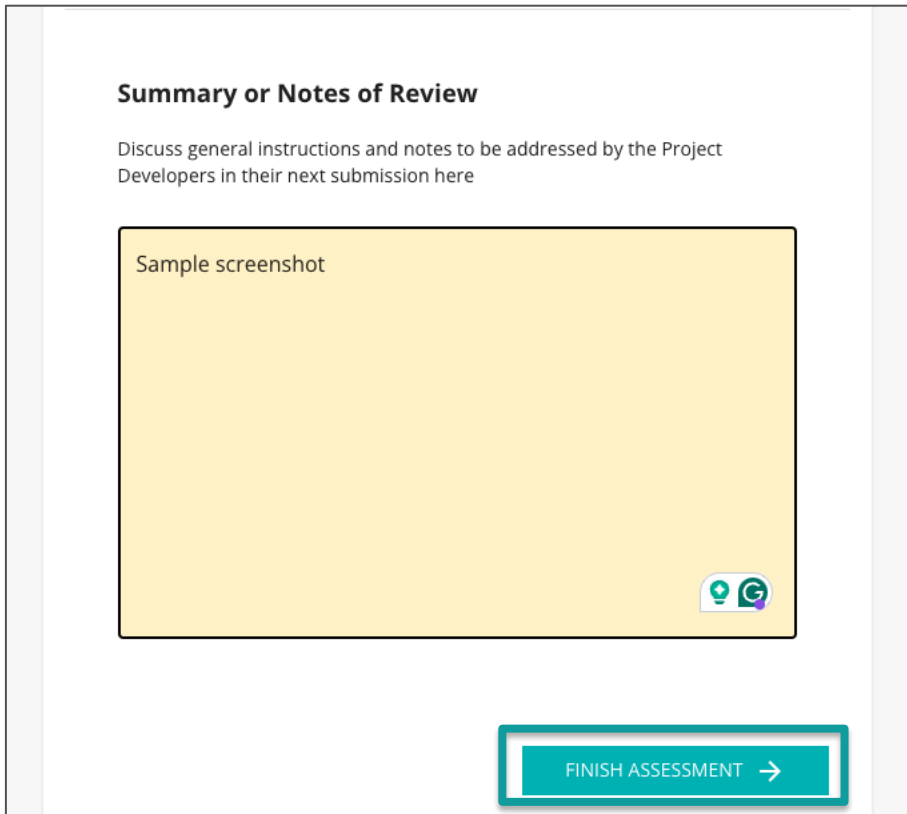 Summary or Notes of Review
Discuss general instructions and notes to be addressed by the Project
Developers in their next submission here
Sample screenshot
G
FINISH ASSESSMENT →